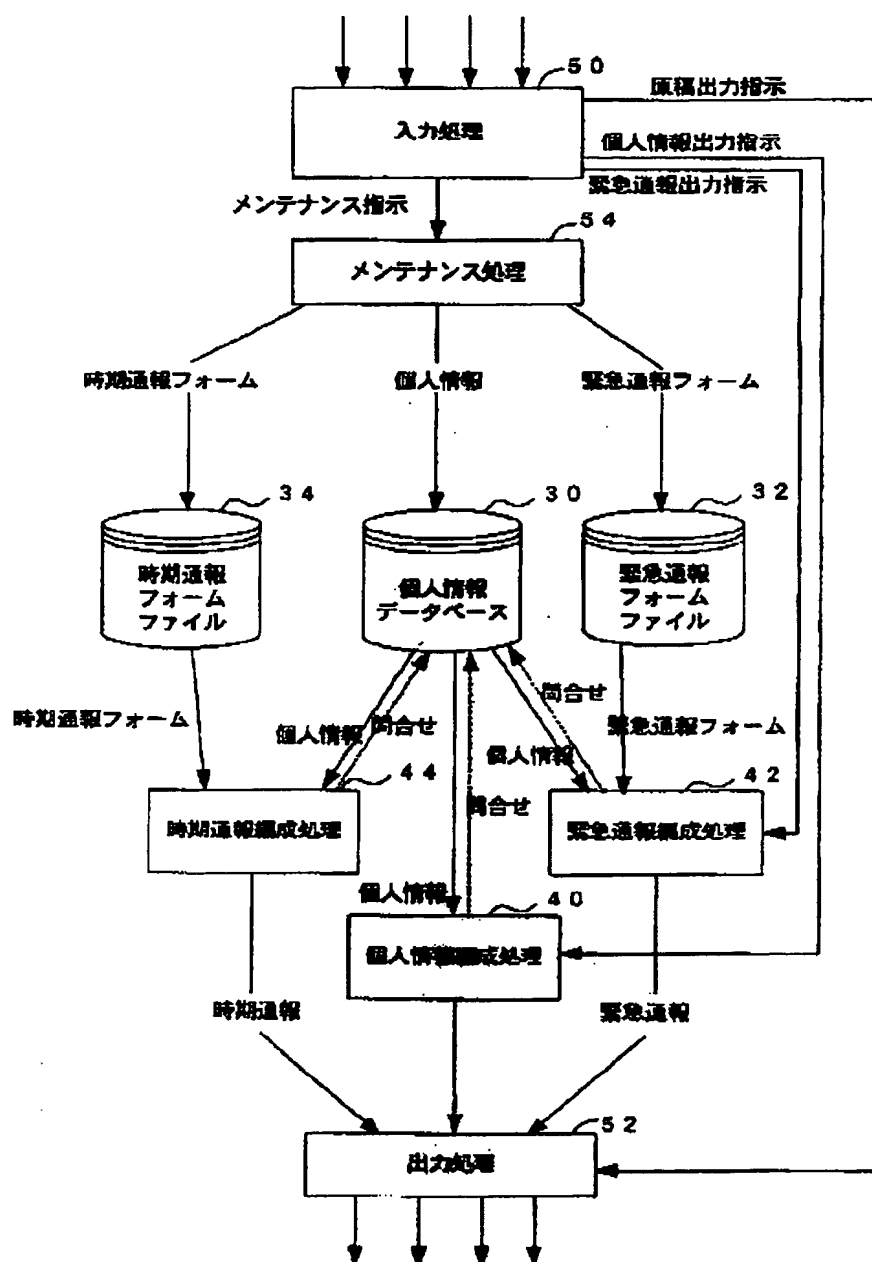 50
原稿出力指示
入力処理
個人情報出力指示
緊急通報出力指示
メンテナンス指示
54
メンテナンス処理
時期通報フォーム
個人情報
緊急通報フォーム
34
30
32
時期通報
フォーム
ファイル
個人情報
データベース
緊急通報
フォーム
ファイル
時期通報フォーム
個人情報
問合せ
問合せ
緊急通報フォーム
個人情報
44
42
時期通報編成処理
問合せ
緊急通報編成処理
個人情報
40
個人情報編成処理
時期通報
緊急通報
52
出力処理